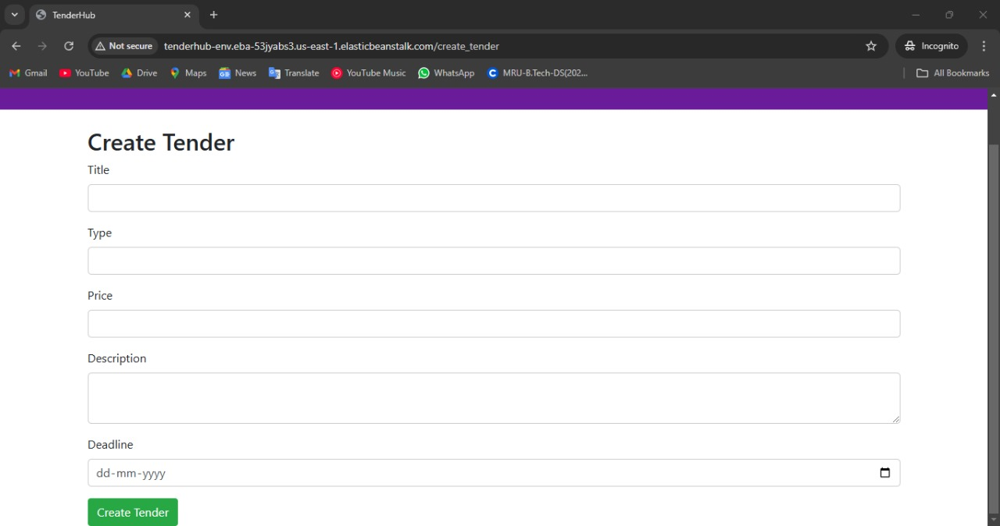 TenderHub
Not secure tenderhub-env.eba-53jyabs3.us-east-1.elasticbeanstalk.com/create_tender Incognito
Gmail YouTube Drive Maps News Translate YouTube Music WhatsApp MRU-B.Tech-DS(202... All Bookmarks
Create Tender
Title
Type
Price
Description
Deadline
dd-mm-yyyy
Create Tender